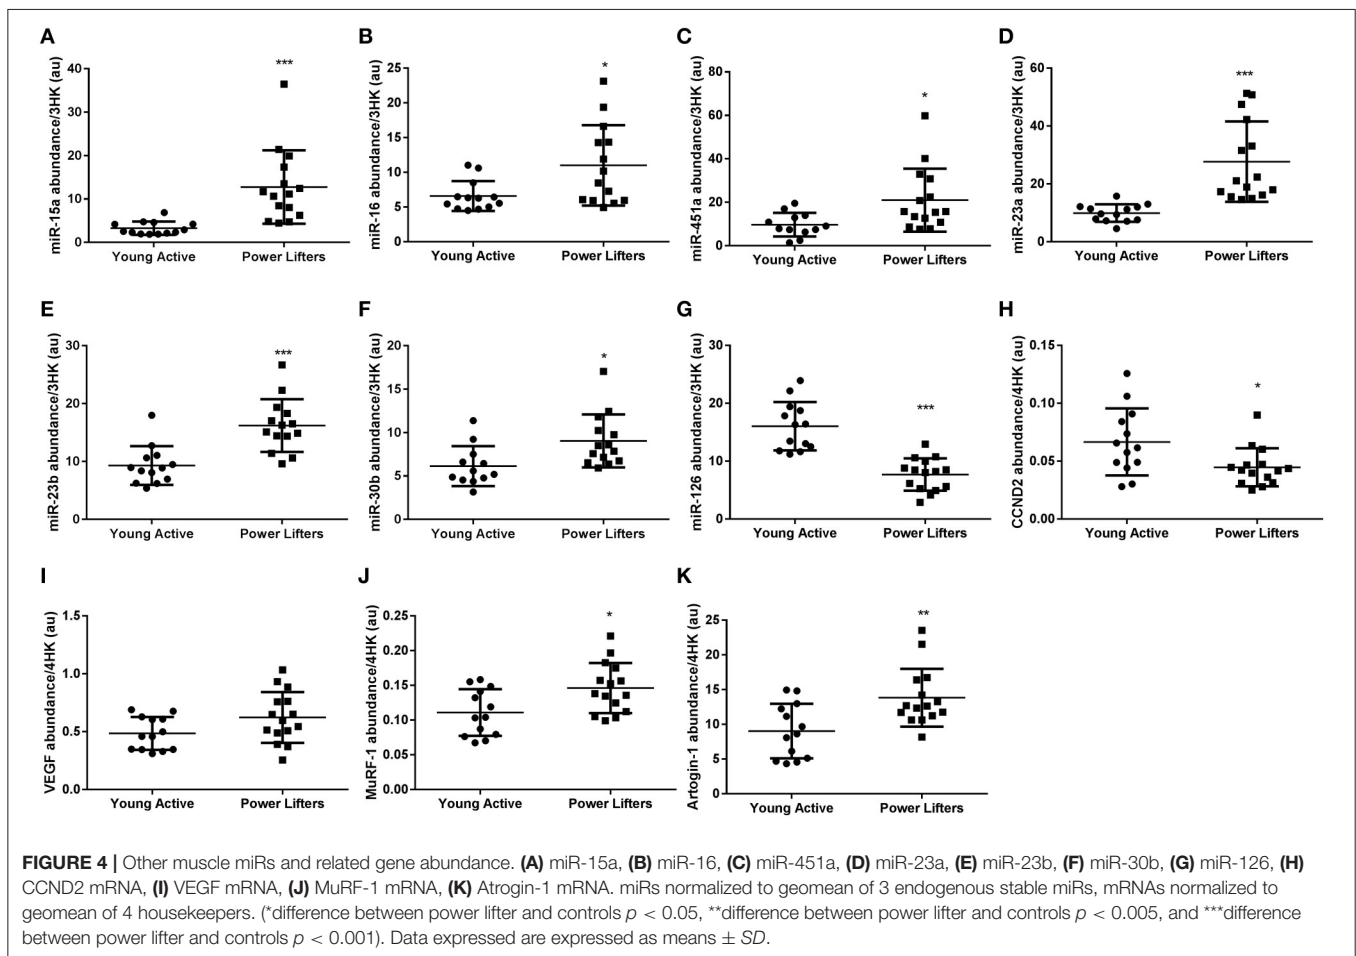 A
B
C
D
***
*
*
***
miR-15a abundance/3HK (au)
40
30
20
10
0
Young Active
Power Lifters
miR-16 abundance/3HK (au)
25
20
15
10
5
0
Young Active
Power Lifters
miR-451a abundance/3HK (au)
80
60
40
20
0
Young Active
Power Lifters
miR-23a abundance/3HK (au)
60
40
20
0
Young Active
Power Lifters
E
F
G
H
***
*
***
*
miR-23b abundance/3HK (au)
30
20
10
0
Young Active
Power Lifters
miR-30b abundance/3HK (au)
20
15
10
5
0
Young Active
Power Lifters
miR-126 abundance/3HK (au)
30
20
10
0
Young Active
Power Lifters
CCND2 abundance/4HK (au)
0.15
0.10
0.05
0.00
Young Active
Power Lifters
I
J
K
*
**
VEGF abundance/4HK (au)
1.5
1.0
0.5
0.0
Young Active
Power Lifters
MuRF-1 abundance/4HK (au)
0.25
0.20
0.15
0.10
0.05
0.00
Young Active
Power Lifters
Artogin-1 abundance/4HK (au)
25
20
15
10
5
0
Young Active
Power Lifters
FIGURE 4 | Other muscle miRs and related gene abundance. (A) miR-15a, (B) miR-16, (C) miR-451a, (D) miR-23a, (E) miR-23b, (F) miR-30b, (G) miR-126, (H)
CCND2 mRNA, (I) VEGF mRNA, (J) MuRF-1 mRNA, (K) Atrogin-1 mRNA. miRs normalized to geomean of 3 endogenous stable miRs, mRNAs normalized to
geomean of 4 housekeepers. (*difference between power lifter and controls p < 0.05, **difference between power lifter and controls p < 0.005, and ***difference
between power lifter and controls p < 0.001). Data expressed are expressed as means ± SD.